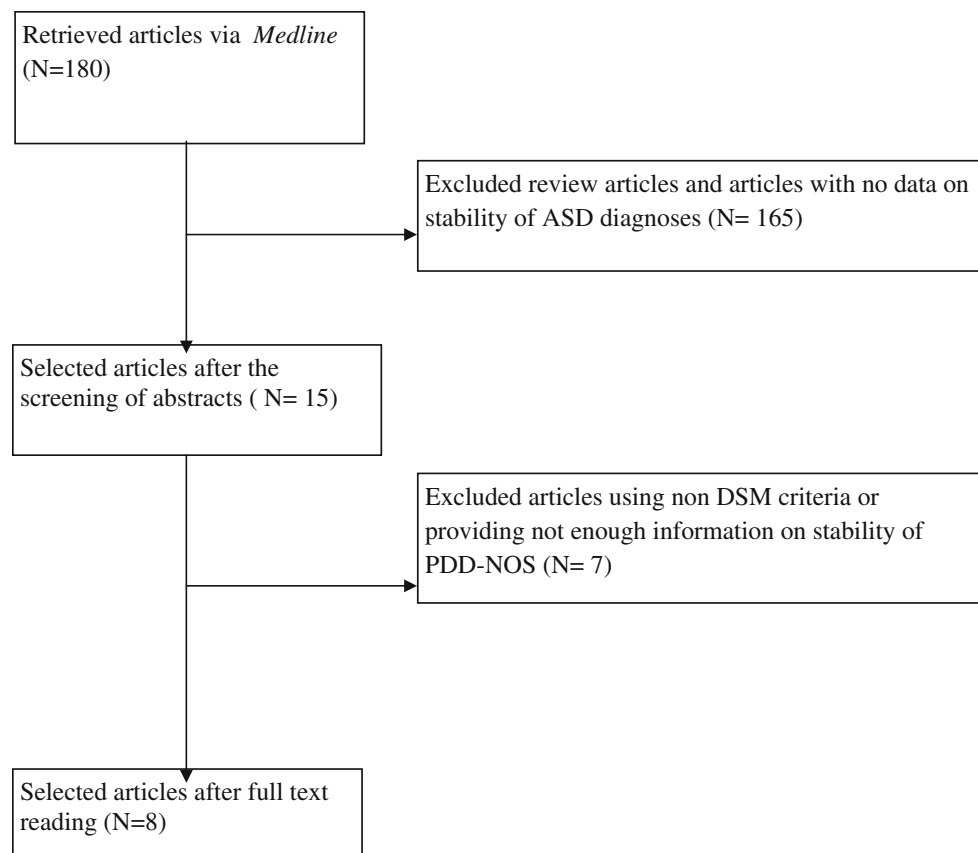 Retrieved articles via Medline
(N=180)
Excluded review articles and articles with no data on
stability of ASD diagnoses (N= 165)
Selected articles after the
screening of abstracts ( N= 15)
Excluded articles using non DSM criteria or
providing not enough information on stability of
PDD-NOS (N= 7)
Selected articles after full text
reading (N=8)